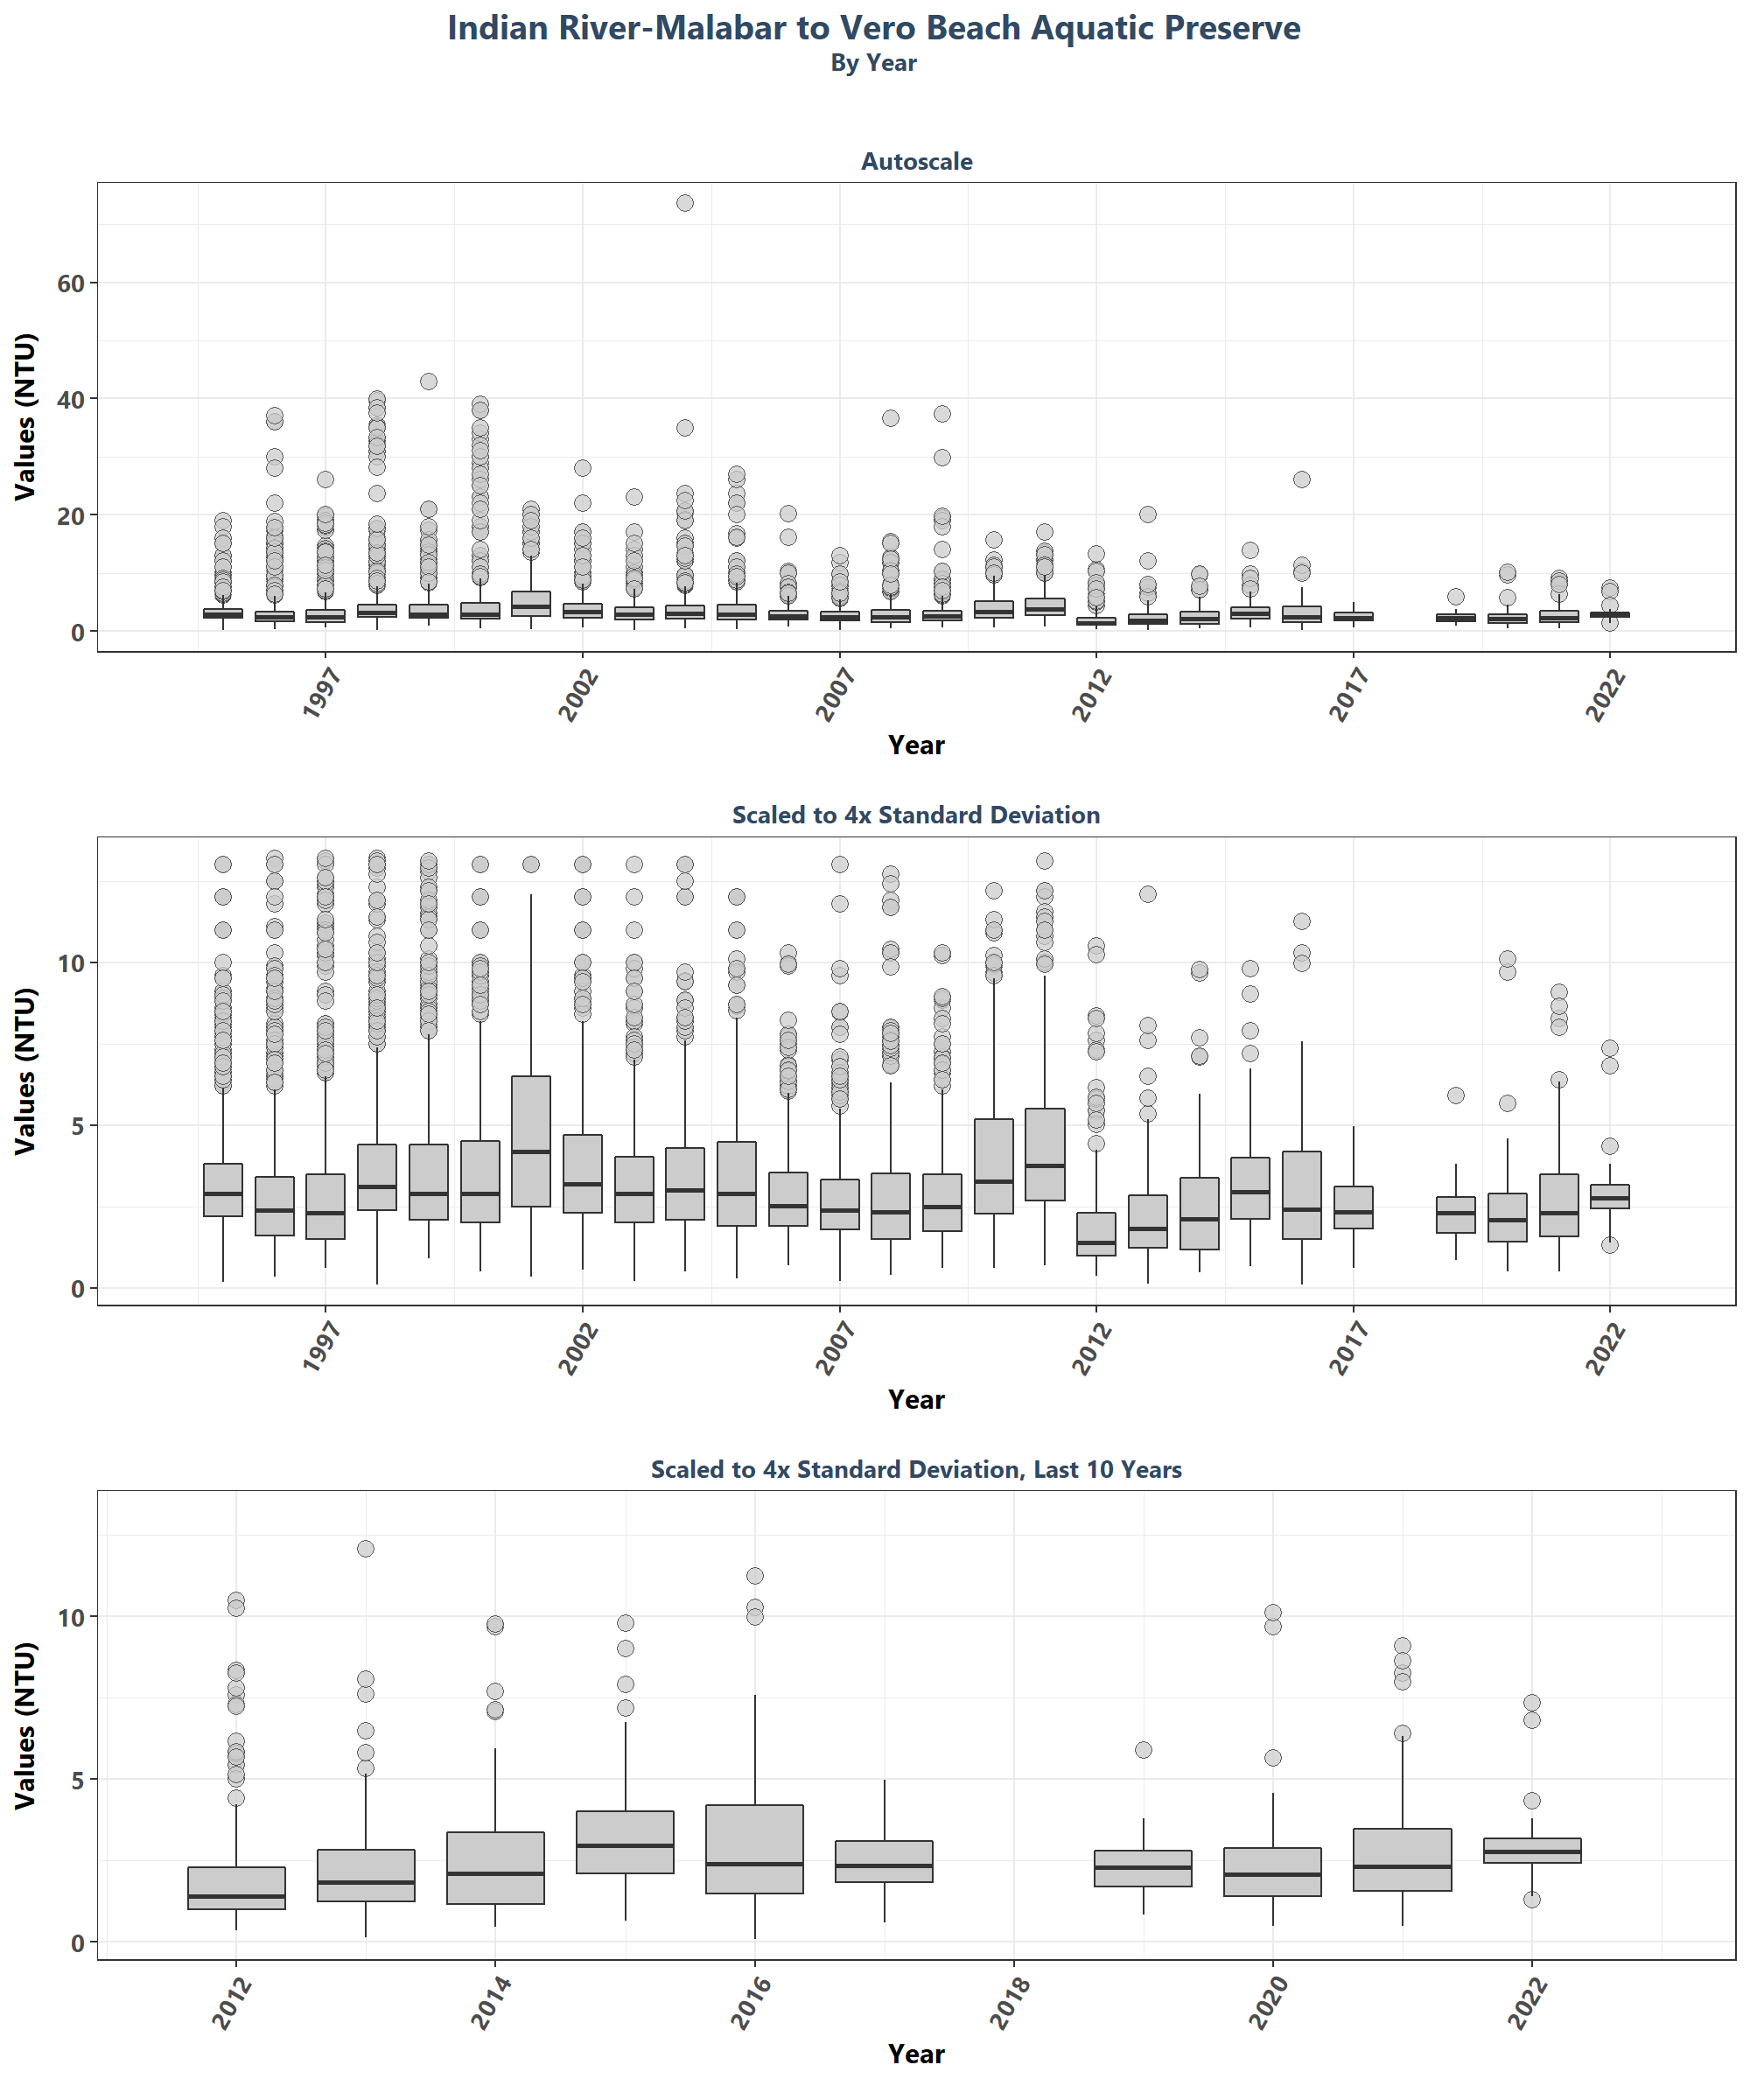 Indian River-Malabar to Vero Beach Aquatic Preserve
By Year
Autoscale
Values (NTU)
60
40
20
0
1997
2002
2007
2012
2017
2022
Year
Scaled to 4x Standard Deviation
Values (NTU)
10
5
0
1997
2002
2007
2012
2017
2022
Year
Scaled to 4x Standard Deviation, Last 10 Years
Values (NTU)
10
5
0
2012
2014
2016
2018
2020
2022
Year